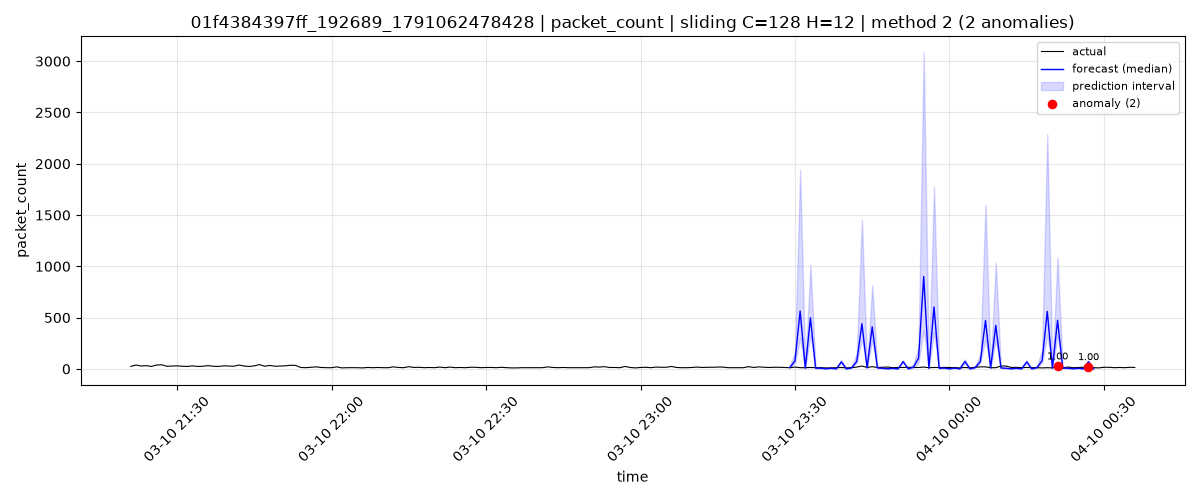 01f4384397ff_192689_1791062478428 | packet_count | sliding C=128 H=12 | method 2 (2 anomalies)
actual
forecast (median)
prediction interval
anomaly (2)
packet_count
3000
2500
2000
1500
1000
500
0
1.00 1.00
03-10 21:30
03-10 22:00
03-10 22:30
03-10 23:00
03-10 23:30
04-10 00:00
04-10 00:30
time